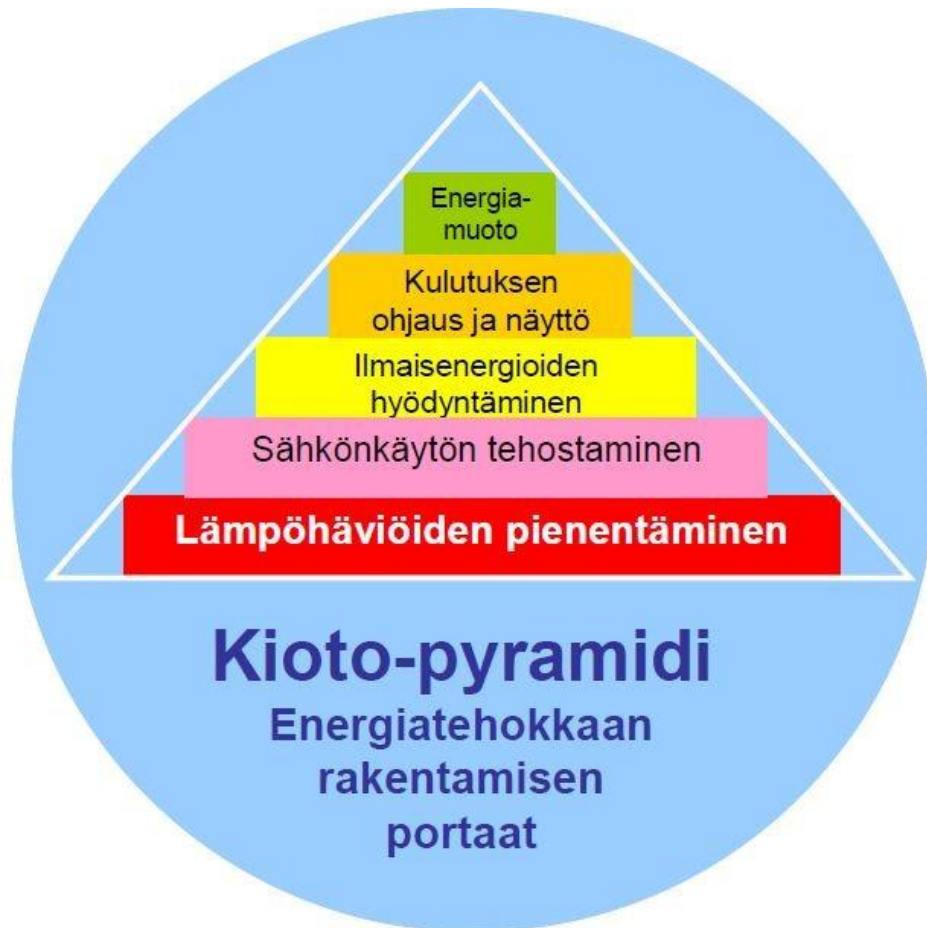 Energia-
muoto
Kulutuksen
ohjaus ja näyttö
Ilmaisenergioiden
hyödyntäminen
Sähkönkäytön tehostaminen
Lämpöhäviöiden pienentäminen
Kioto-pyramidi
Energiatehokkaan
rakentamisen
portaat